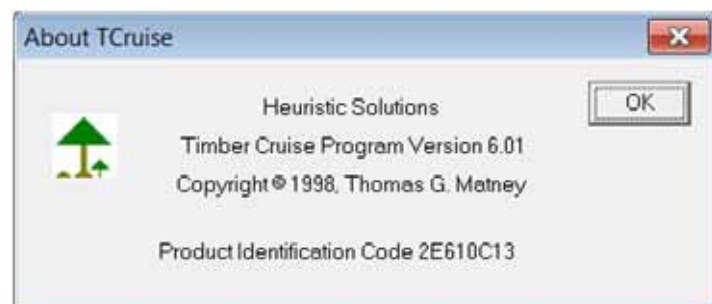 About TCruise
Heuristic Solutions
OK
Timber Cruise Program Version 6.01
Copyright © 1998, Thomas G. Matney
Product Identification Code 2E610C13